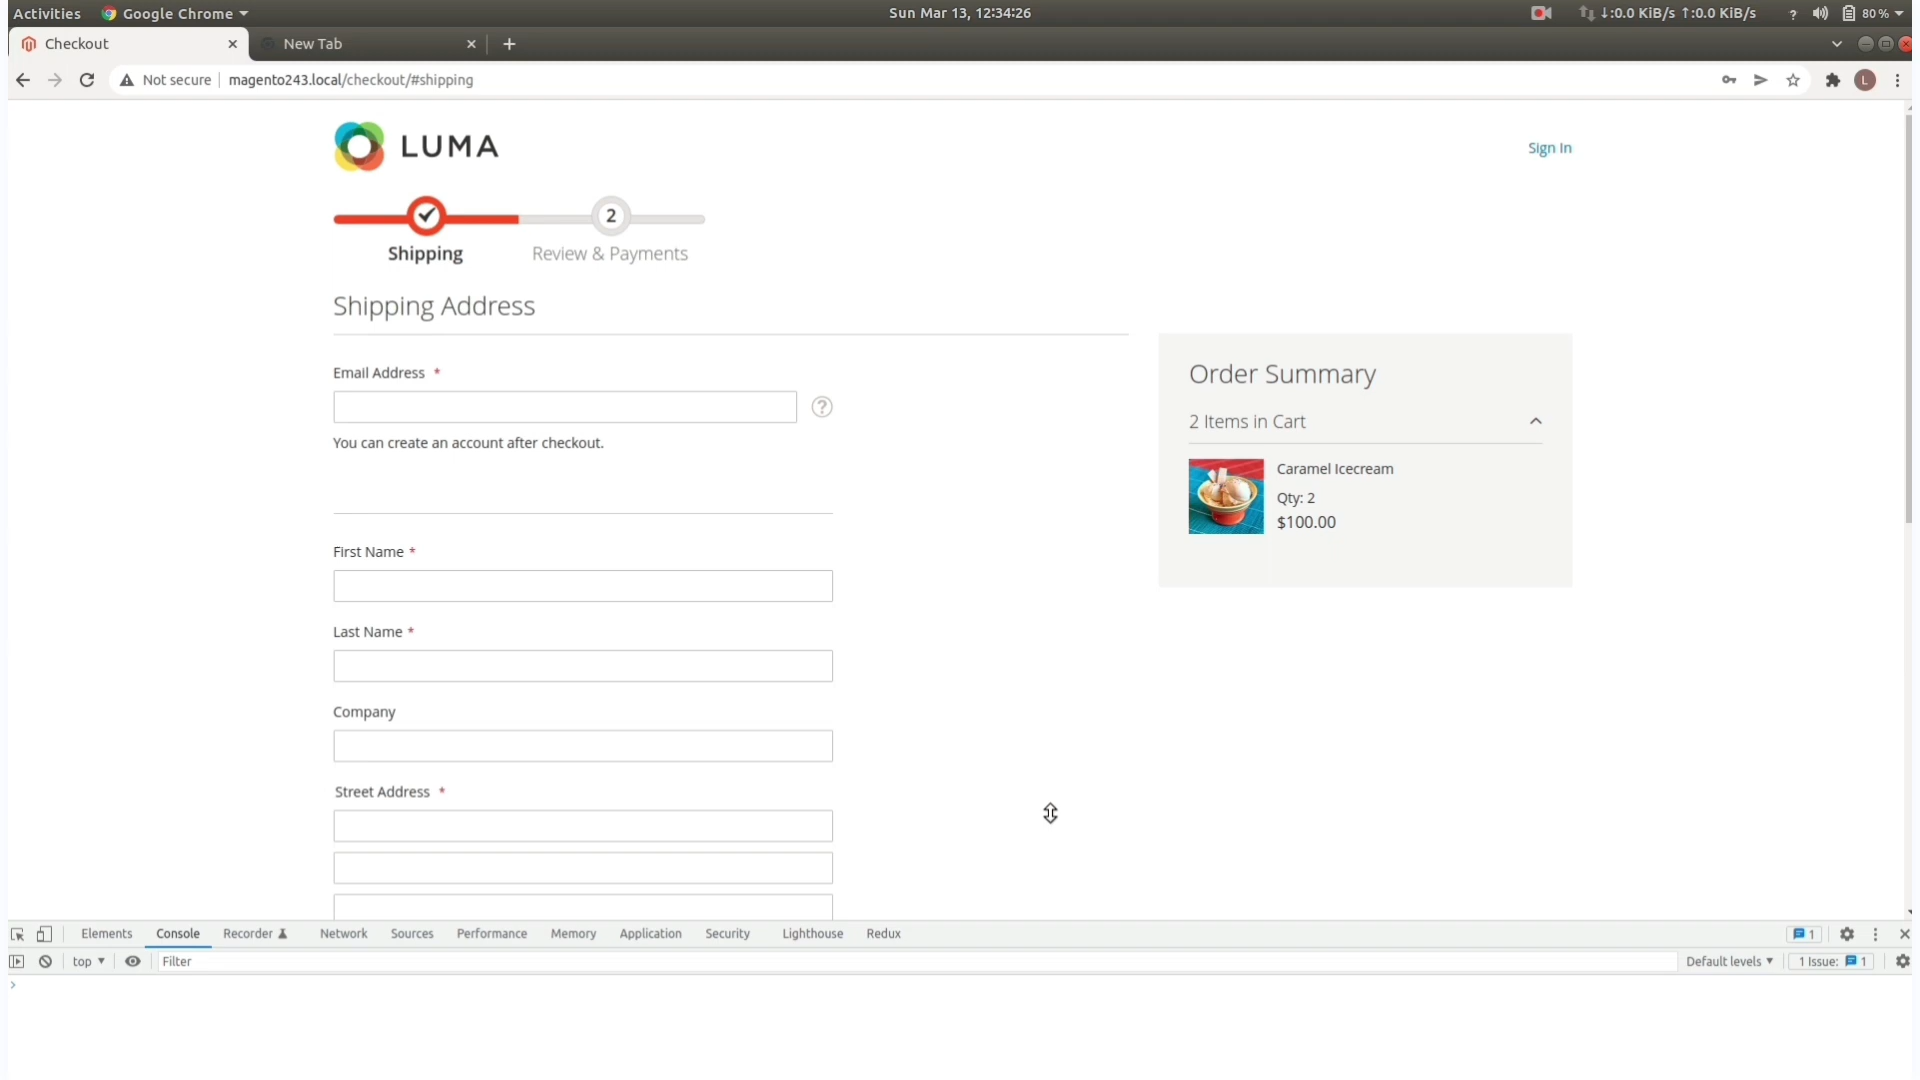 Activities Google Chrome Sun Mar 13, 12:34:26 ↓:0.0 KiB/s ↑:0.0 KiB/s ? 80 %
Checkout New Tab
Not secure magento243.local/checkout/#shipping L
LUMA
Sign In
2
Shipping Review & Payments
Shipping Address
Email Address *
?
You can create an account after checkout.
First Name *
Last Name *
Company
Street Address *
Order Summary
2 Items in Cart
Caramel Icecream
Qty: 2
$100.00
Elements Console Recorder Network Sources Performance Memory Application Security Lighthouse Redux 1
top Filter Default levels 1 Issue: 1